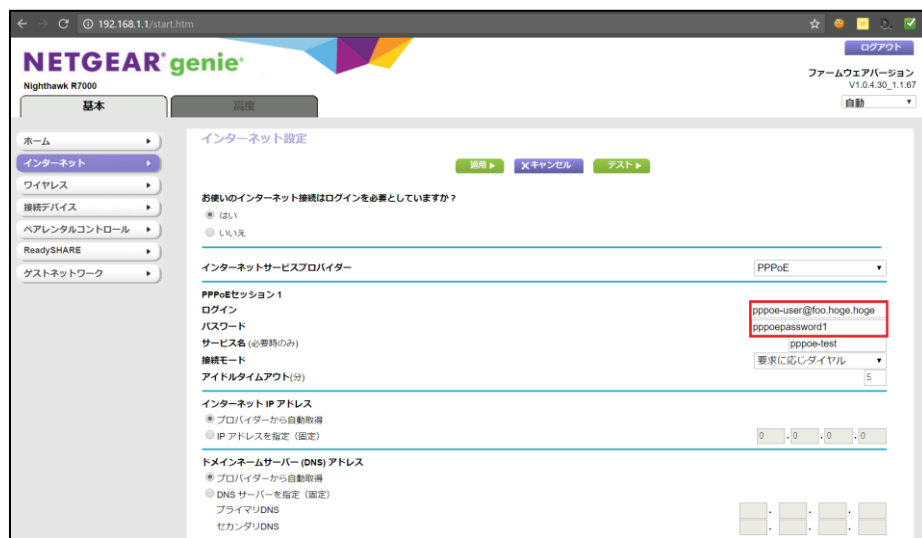 192.168.1.1/start.htm
NETGEAR® genie®
ログアウト
Nighthawk R7000
ファームウェアバージョン
V1.0.4.30_1.1.67
基本
高度
自動
ホーム
インターネット
ワイヤレス
接続デバイス
ペアレンタルコントロール
ReadySHARE
ゲストネットワーク
インターネット設定
適用
Xキャンセル
テスト
お使いのインターネット接続はログインを必要としていますか？
はい
いいえ
インターネットサービスプロバイダー
PPPoE
PPPoEセッション 1
ログイン
pppoe-user@foo.hoge.hoge
パスワード
pppoepassword1
サービス名 (必要時のみ)
pppoe-test
接続モード
要求に応じダイヤル
アイドルタイムアウト(分)
5
インターネット IP アドレス
プロバイダーから自動取得
IP アドレスを指定（固定）
0 . 0 . 0 . 0
ドメインネームサーバー (DNS) アドレス
プロバイダーから自動取得
DNS サーバーを指定（固定）
プライマリDNS
. . .
セカンダリDNS
. . .